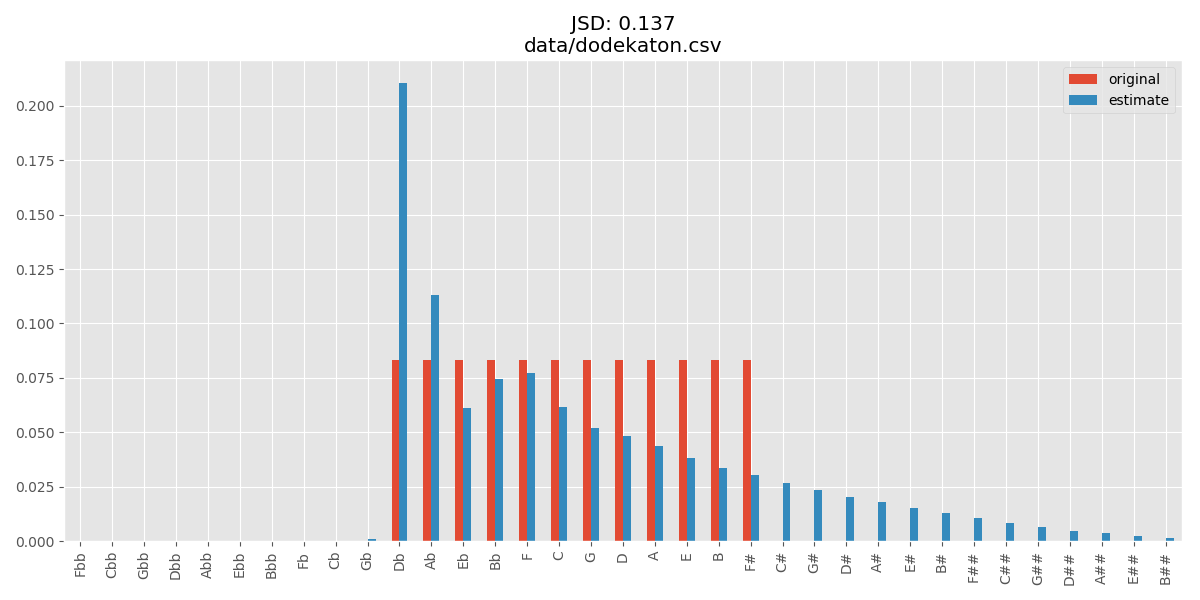 JSD: 0.137
data/dodekaton.csv
original
estimate
0.200
0.175
0.150
0.125
0.100
0.075
0.050
0.025
0.000
Fbb Cbb Gbb Dbb Abb Ebb Bbb Fb Cb Gb Db Ab Eb Bb F C G D A E B F# C# G# D# A# E# B# F## C## G## D## A## E## B##